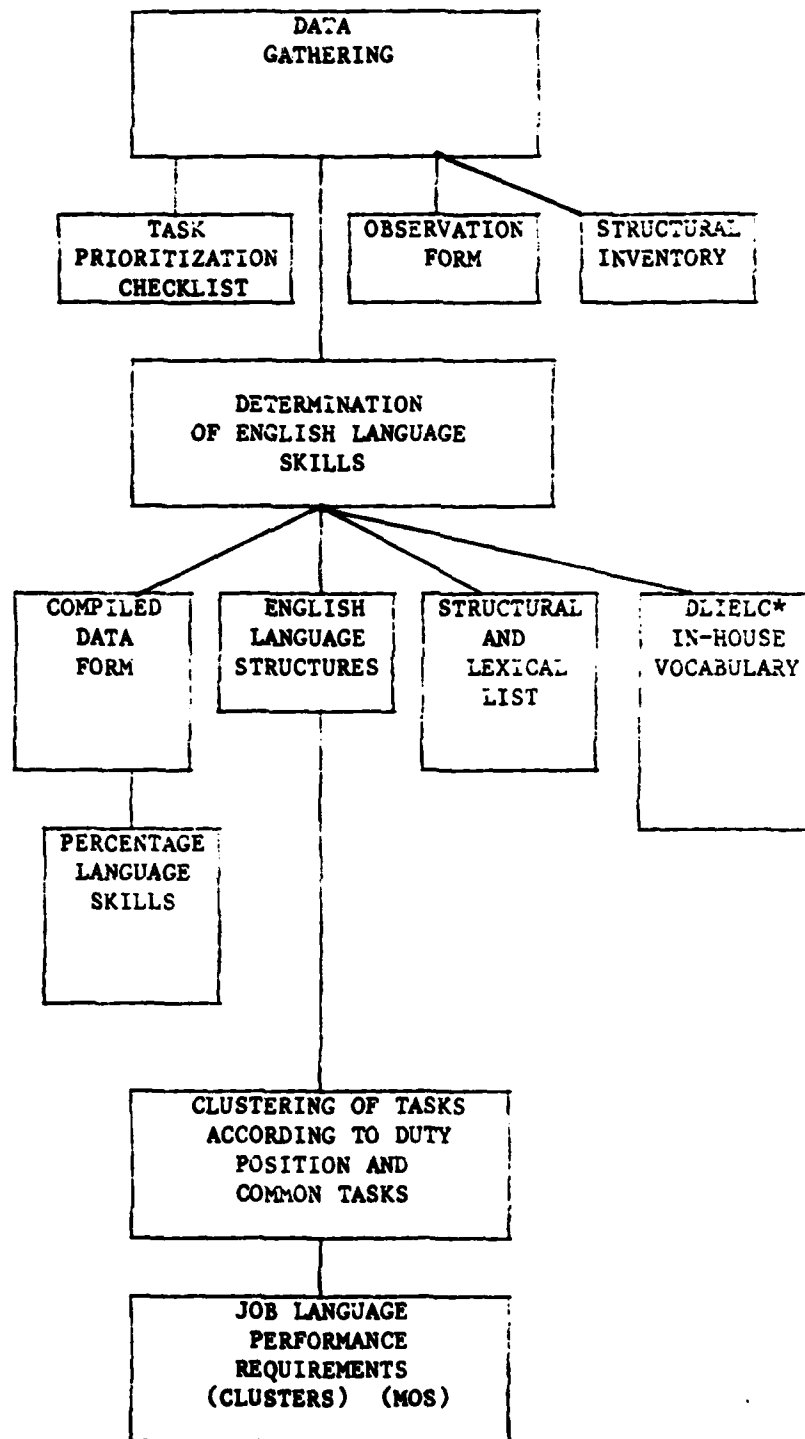 DATA
GATHERING
TASK
PRIORITIZATION
CHECKLIST
OBSERVATION
FORM
STRUCTURAL
INVENTORY
DETERMINATION
OF ENGLISH LANGUAGE
SKILLS
COMPILED
DATA
FORM
ENGLISH
LANGUAGE
STRUCTURES
STRUCTURAL
AND
LEXICAL
LIST
DLIELC*
IN-HOUSE
VOCABULARY
PERCENTAGE
LANGUAGE
SKILLS
CLUSTERING OF TASKS
ACCORDING TO DUTY
POSITION AND
COMMON TASKS
JOB LANGUAGE
PERFORMANCE
REQUIREMENTS
(CLUSTERS) (MOS)